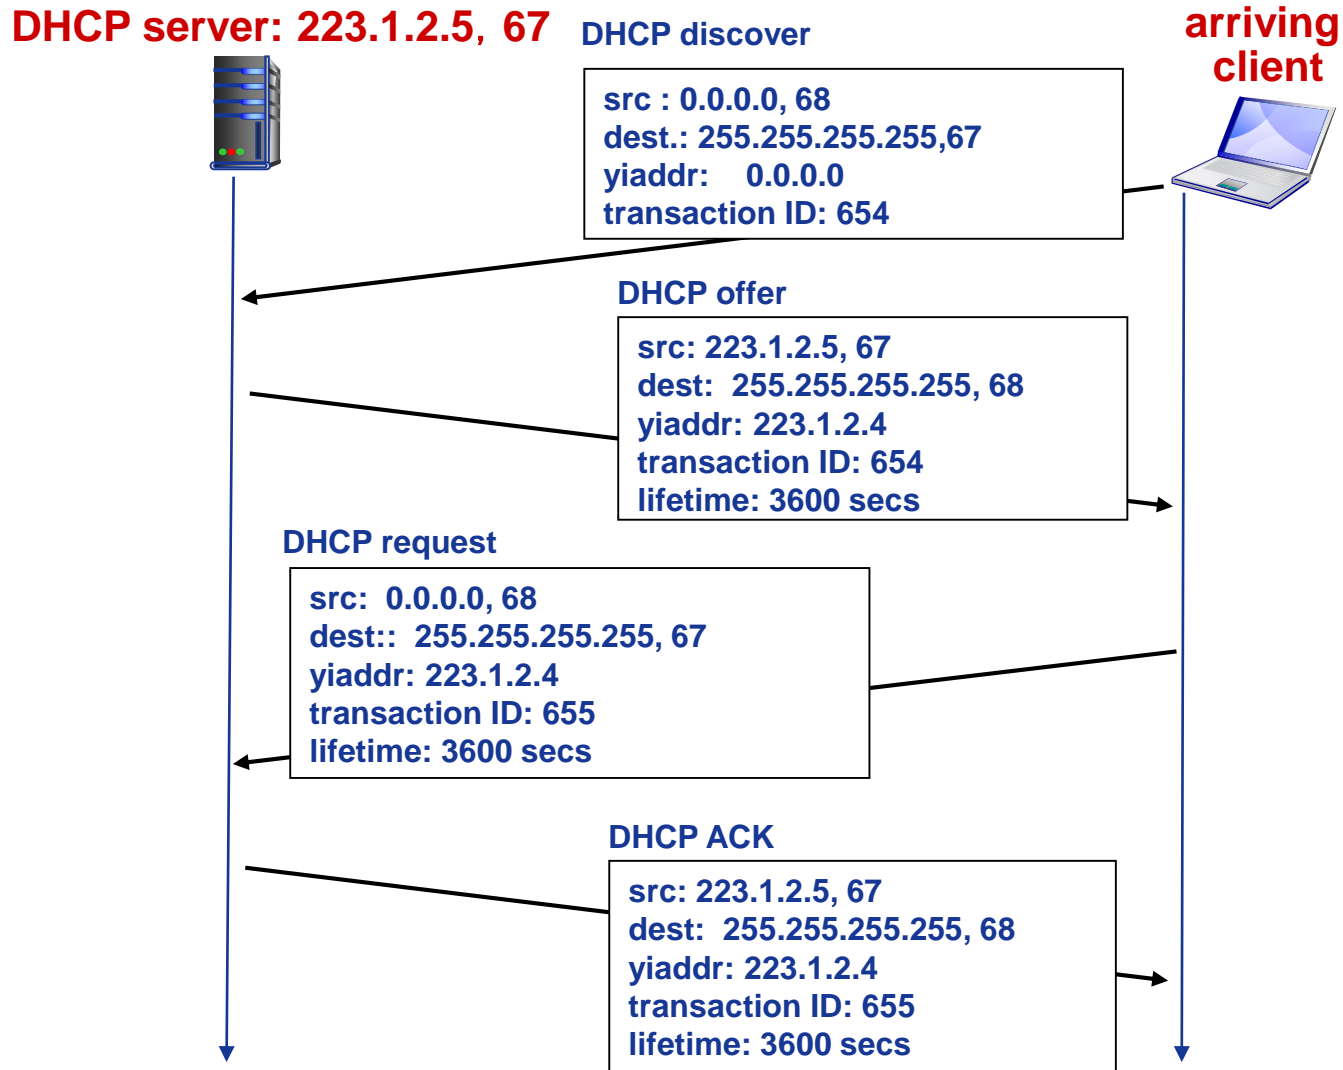 DHCP server: 223.1.2.5, 67
arriving
client
DHCP discover
src : 0.0.0.0, 68
dest.: 255.255.255.255,67
yiaddr: 0.0.0.0
transaction ID: 654
DHCP offer
src: 223.1.2.5, 67
dest: 255.255.255.255, 68
yiaddr: 223.1.2.4
transaction ID: 654
lifetime: 3600 secs
DHCP request
src: 0.0.0.0, 68
dest:: 255.255.255.255, 67
yiaddr: 223.1.2.4
transaction ID: 655
lifetime: 3600 secs
DHCP ACK
src: 223.1.2.5, 67
dest: 255.255.255.255, 68
yiaddr: 223.1.2.4
transaction ID: 655
lifetime: 3600 secs